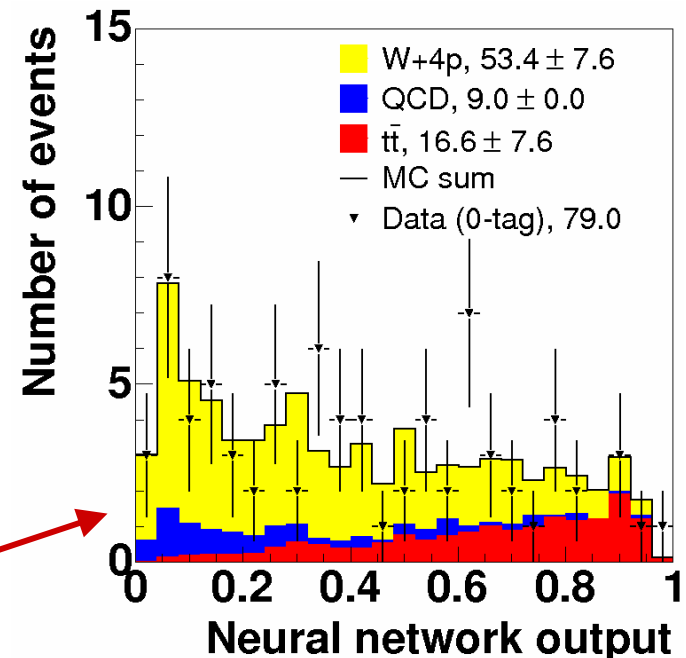 15
10
5
0
Number of events
W+4p, 53.4 ± 7.6
QCD, 9.0 ± 0.0
tt̄, 16.6 ± 7.6
MC sum
Data (0-tag), 79.0
0 0.2 0.4 0.6 0.8 1
Neural network output